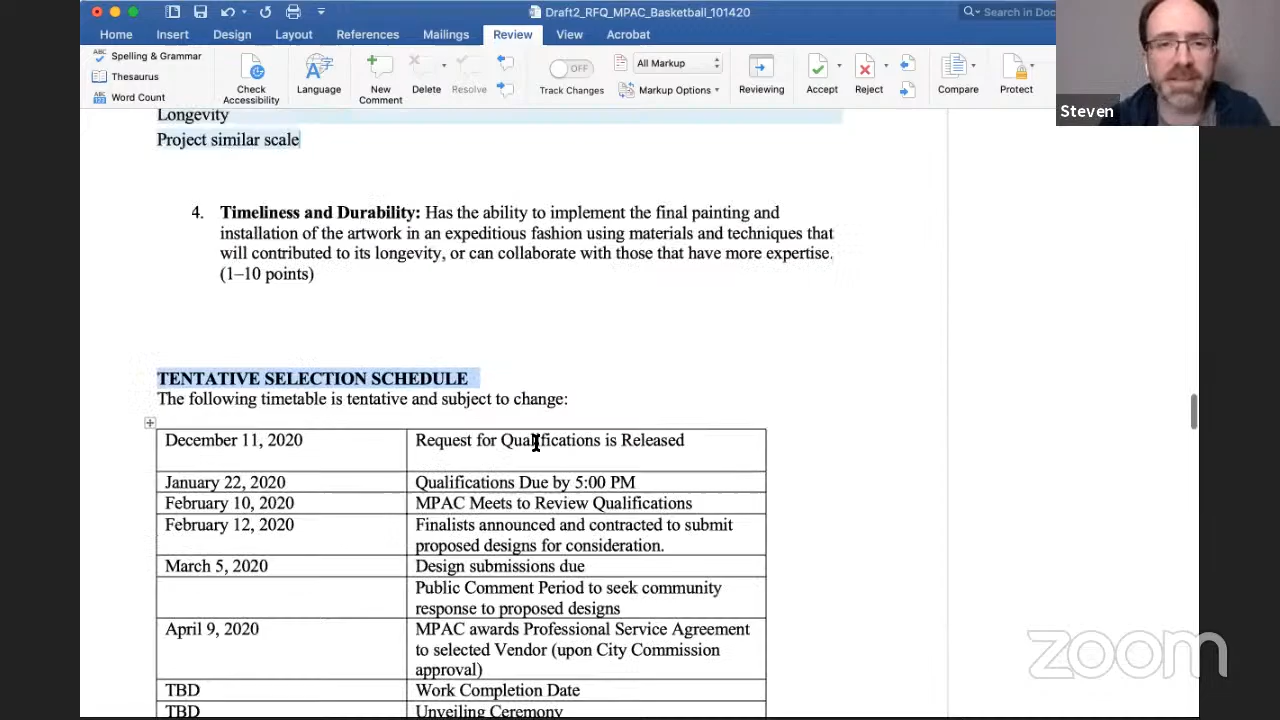 Draft2_RFQ_MPAC_Basketball_101420
Search in Doc
Home Insert Design Layout References Mailings Review View Acrobat
ABC Spelling & Grammar
Thesaurus
ABC 123 Word Count
Check Accessibility
Language
New Comment
Delete
Resolve
OFF
Track Changes
All Markup
Markup Options
Reviewing
Accept
Reject
Compare
Protect
Steven
Longevity
Project similar scale
4. Timeliness and Durability: Has the ability to implement the final painting and
installation of the artwork in an expeditious fashion using materials and techniques that
will contributed to its longevity, or can collaborate with those that have more expertise.
(1–10 points)
TENTATIVE SELECTION SCHEDULE
The following timetable is tentative and subject to change:
December 11, 2020 Request for Qualifications is Released
January 22, 2020 Qualifications Due by 5:00 PM
February 10, 2020 MPAC Meets to Review Qualifications
February 12, 2020 Finalists announced and contracted to submit
proposed designs for consideration.
March 5, 2020 Design submissions due
Public Comment Period to seek community
response to proposed designs
April 9, 2020 MPAC awards Professional Service Agreement
to selected Vendor (upon City Commission
approval)
TBD Work Completion Date
TBD Unveiling Ceremony
zoom